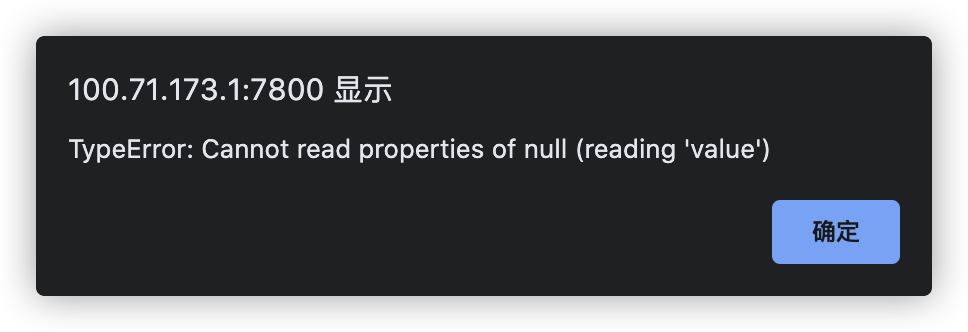 100.71.173.1:7800 显示
TypeError: Cannot read properties of null (reading 'value')
确定